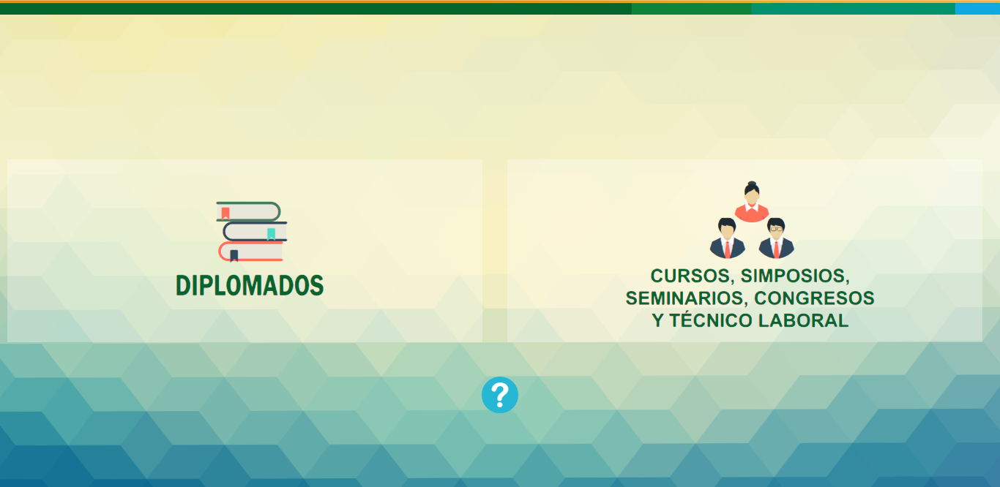 DIPLOMADOS
CURSOS, SIMPOSIOS,
SEMINARIOS, CONGRESOS
Y TÉCNICO LABORAL
?